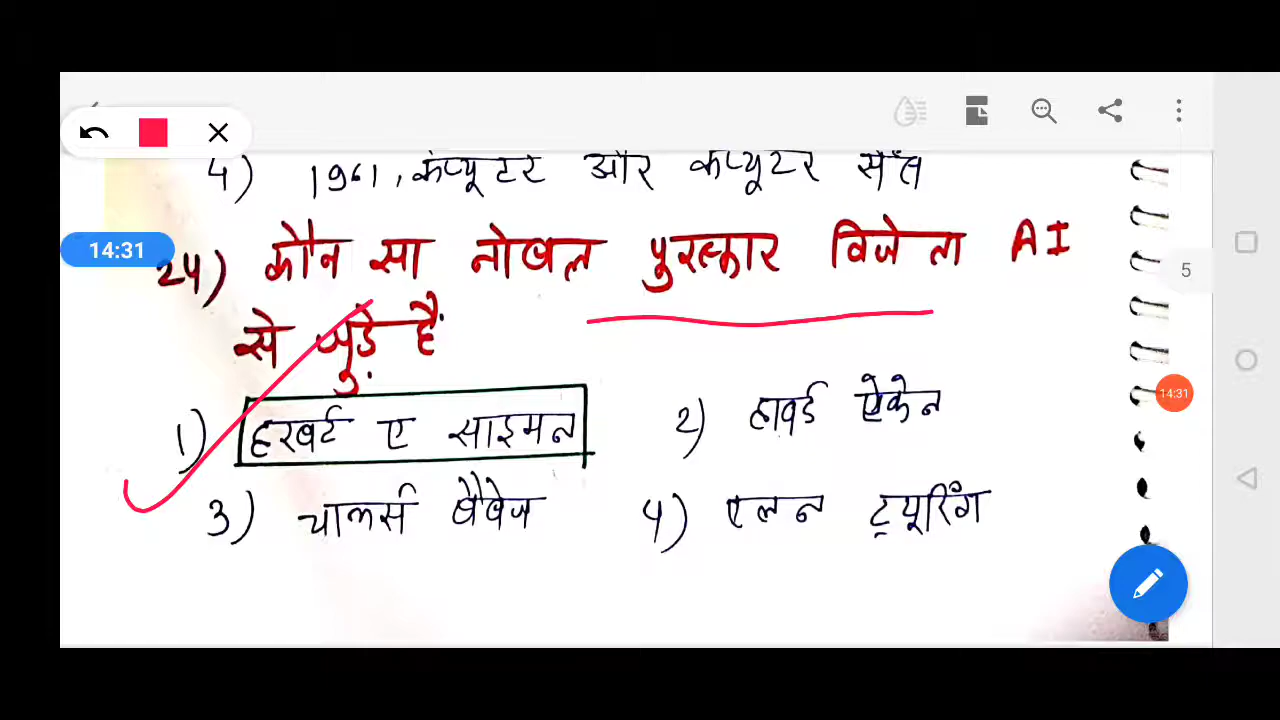 4) 1961, कंप्यूटर और कंप्यूटर संत
14:31
24) कौन सा नोबल पुरस्कार विजेता AI
5
से जुड़े हैं
14:31
1) हरबर्ट ए साइमन 2) हावर्ड ऐकेन
3) चार्ल्स बैबेज 4) एलन ट्यूरिंग